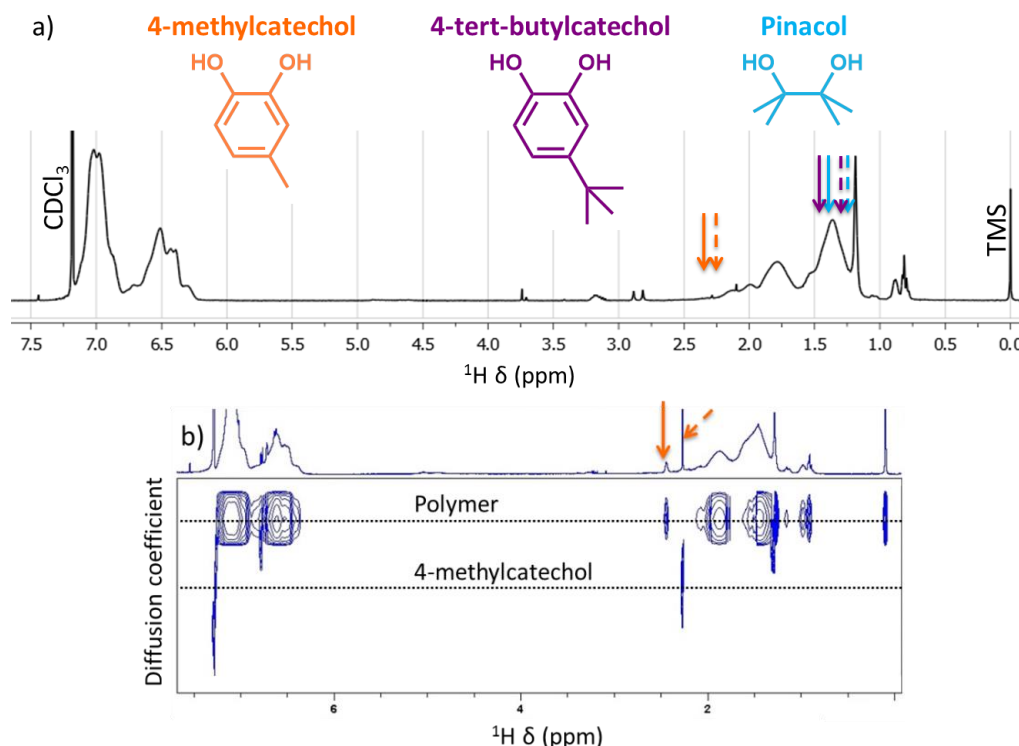 a)
4-methylcatechol
4-tert-butylcatechol
Pinacol
HO OH
HO OH
HO OH
CDCl3
TMS
7.5 7.0 6.5 6.0 5.5 5.0 4.5 4.0 3.5 3.0 2.5 2.0 1.5 1.0 0.5 0.0
1H δ (ppm)
b)
Diffusion coefficient
Polymer
4-methylcatechol
6 4 2
1H δ (ppm)